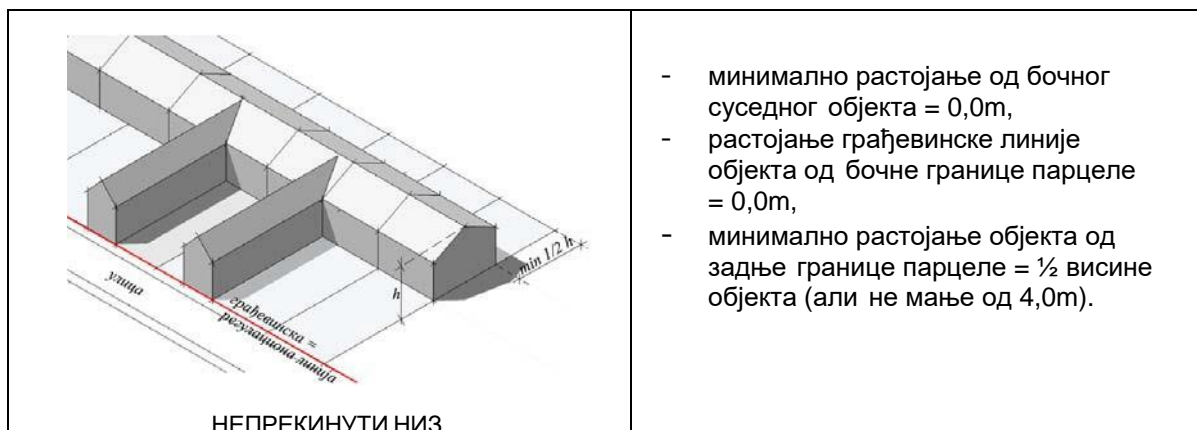 улица
грађевинска =
регулациона линија
h
min 1/2 h
НЕПРЕКИНУТИ НИЗ
- минимално растојање од бочног
суседног објекта = 0,0m,
- растојање грађевинске линије
објекта од бочне границе парцеле
= 0,0m,
- минимално растојање објекта од
задње границе парцеле = ½ висине
објекта (али не мање од 4,0m).